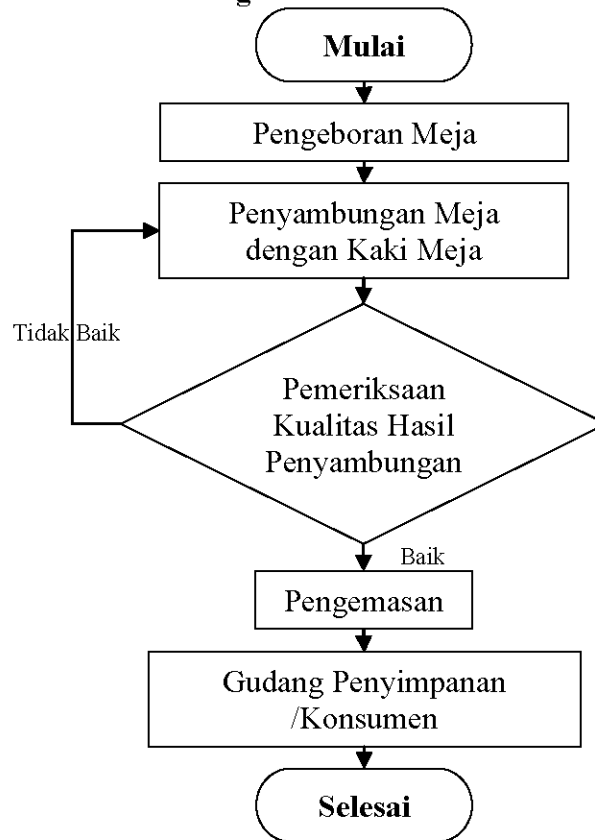 Mulai
Pengeboran Meja
Penyambungan Meja
dengan Kaki Meja
Tidak Baik
Pemeriksaan
Kualitas Hasil
Penyambungan
Baik
Pengemasan
Gudang Penyimpanan
/Konsumen
Selesai